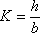 K = h/b